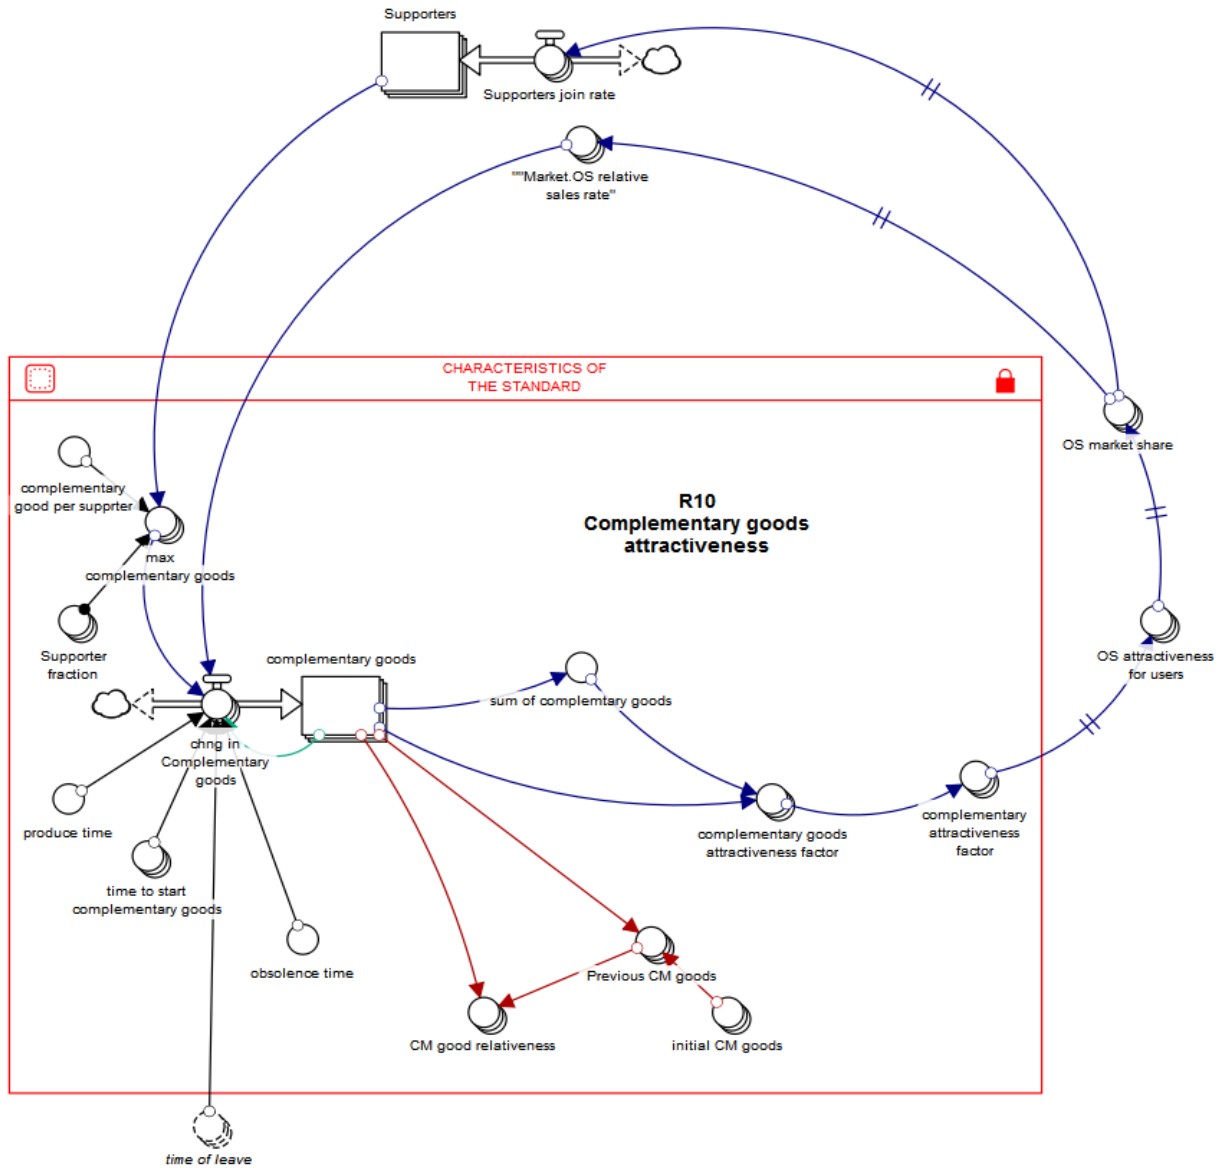 Supporters
Supporters join rate
""Market.OS relative
sales rate"
CHARACTERISTICS OF
THE STANDARD
OS market share
complementary
good per supprter
R10
Complementary goods
attractiveness
max
complementary goods
Supporter
fraction
OS attractiveness
for users
complementary goods
sum of complemtary goods
chng in
Complementary
goods
produce time
complementary goods
attractiveness factor
complementary
attractiveness
factor
time to start
complementary goods
obsolence time
Previous CM goods
CM good relativeness
initial CM goods
time of leave